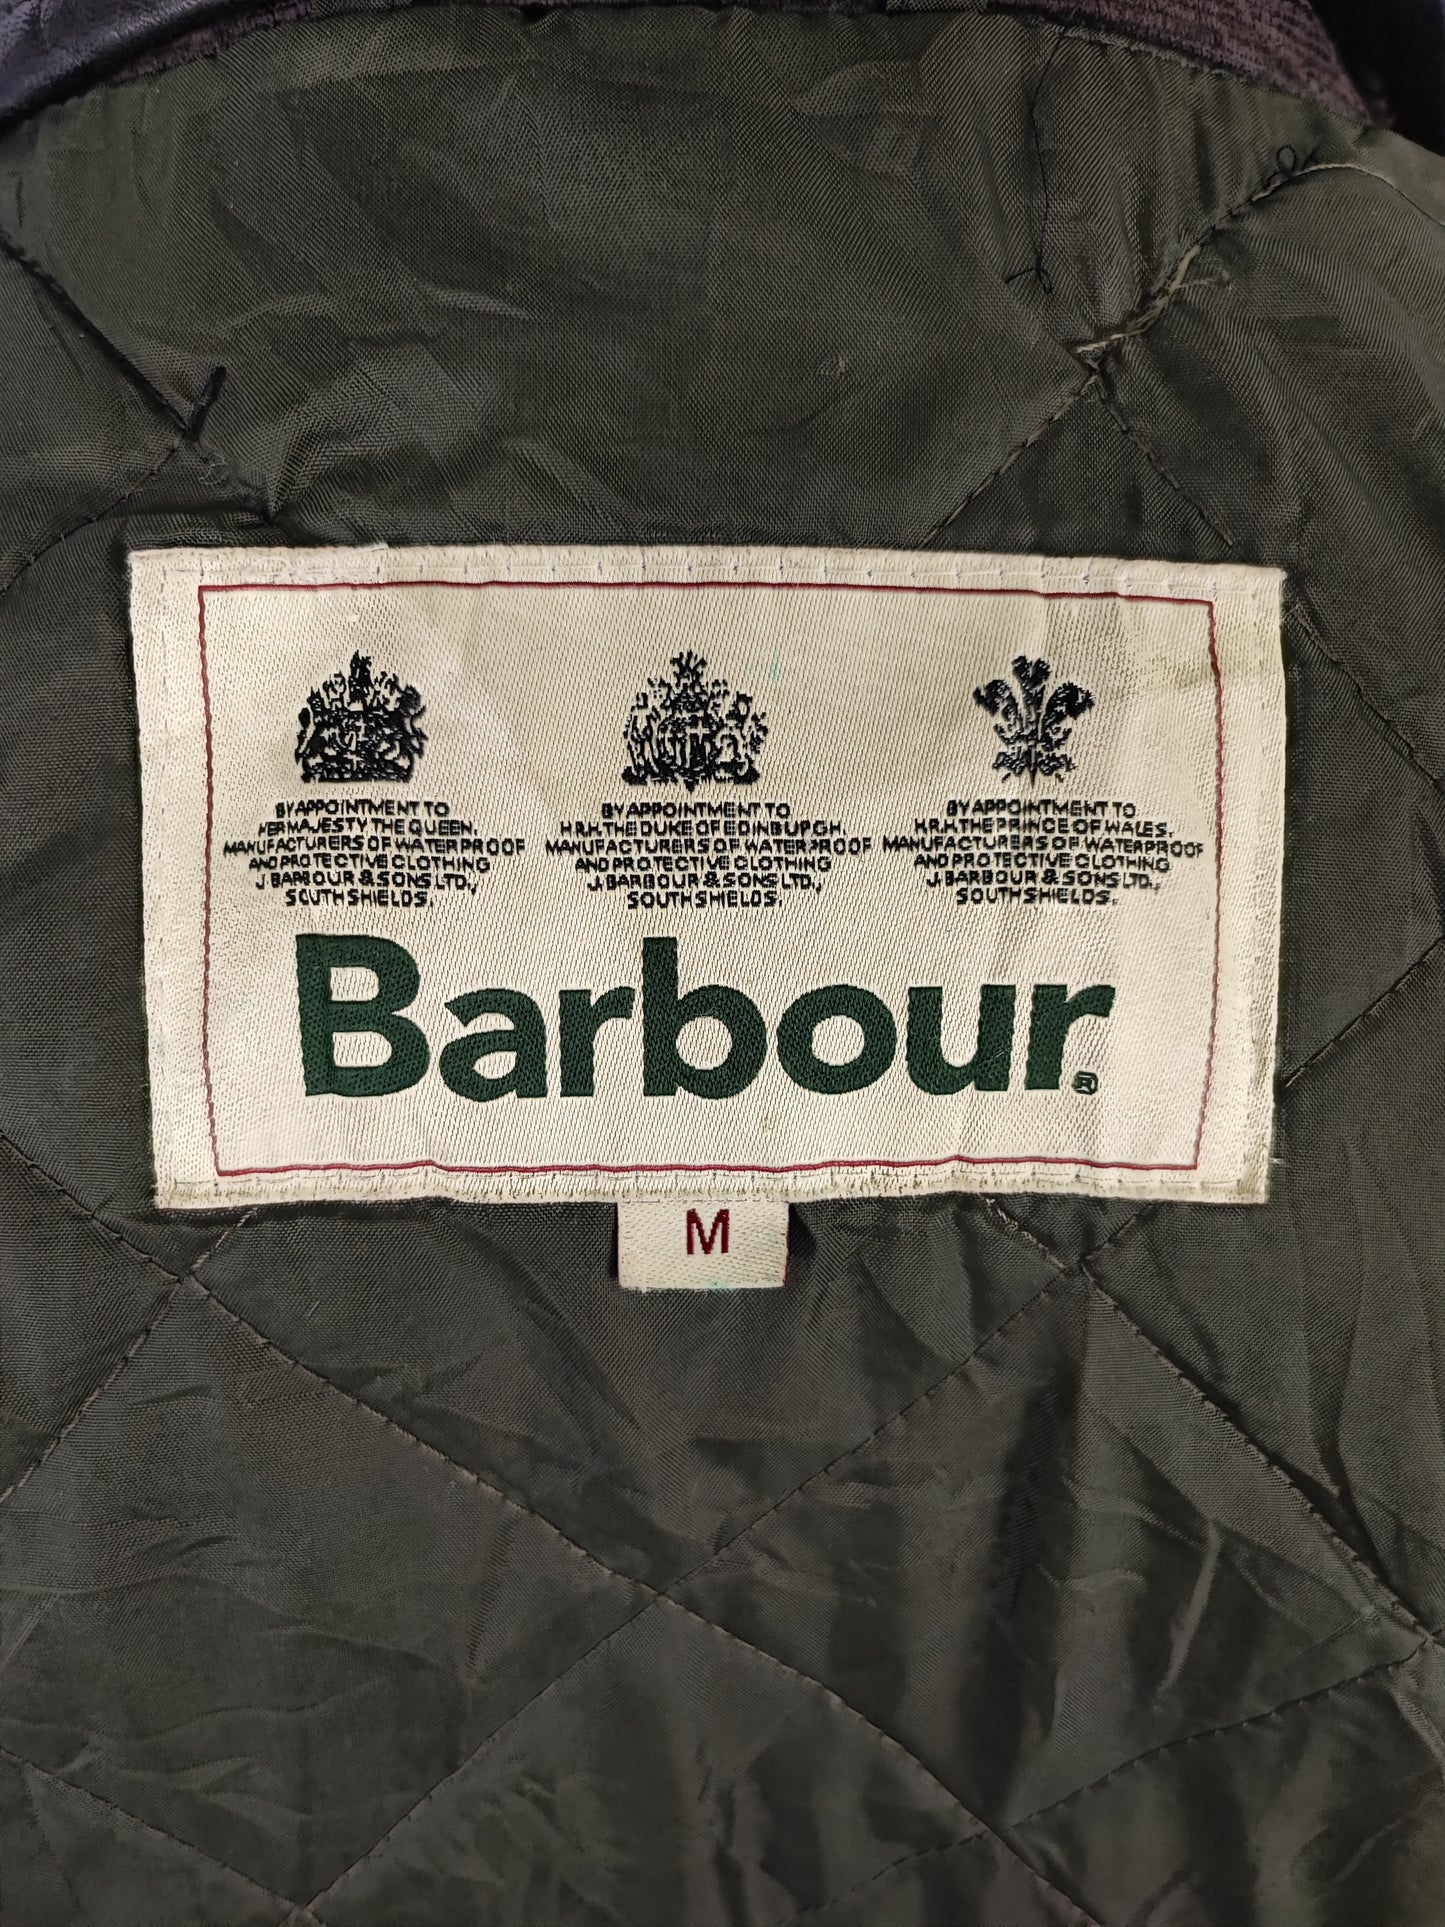 BY APPOINTMENT TO
HER MAJESTY THE QUEEN,
MANUFACTURERS OF WATERPROOF
AND PROTECTIVE CLOTHING
J. BARBOUR & SONS LTD.,
SOUTH SHIELDS.
BY APPOINTMENT TO
H.R.H. THE DUKE OF EDINBURGH,
MANUFACTURERS OF WATERPROOF
AND PROTECTIVE CLOTHING
J. BARBOUR & SONS LTD.,
SOUTH SHIELDS.
BY APPOINTMENT TO
H.R.H. THE PRINCE OF WALES,
MANUFACTURERS OF WATERPROOF
AND PROTECTIVE CLOTHING
J. BARBOUR & SONS LTD.,
SOUTH SHIELDS.
Barbour®
M